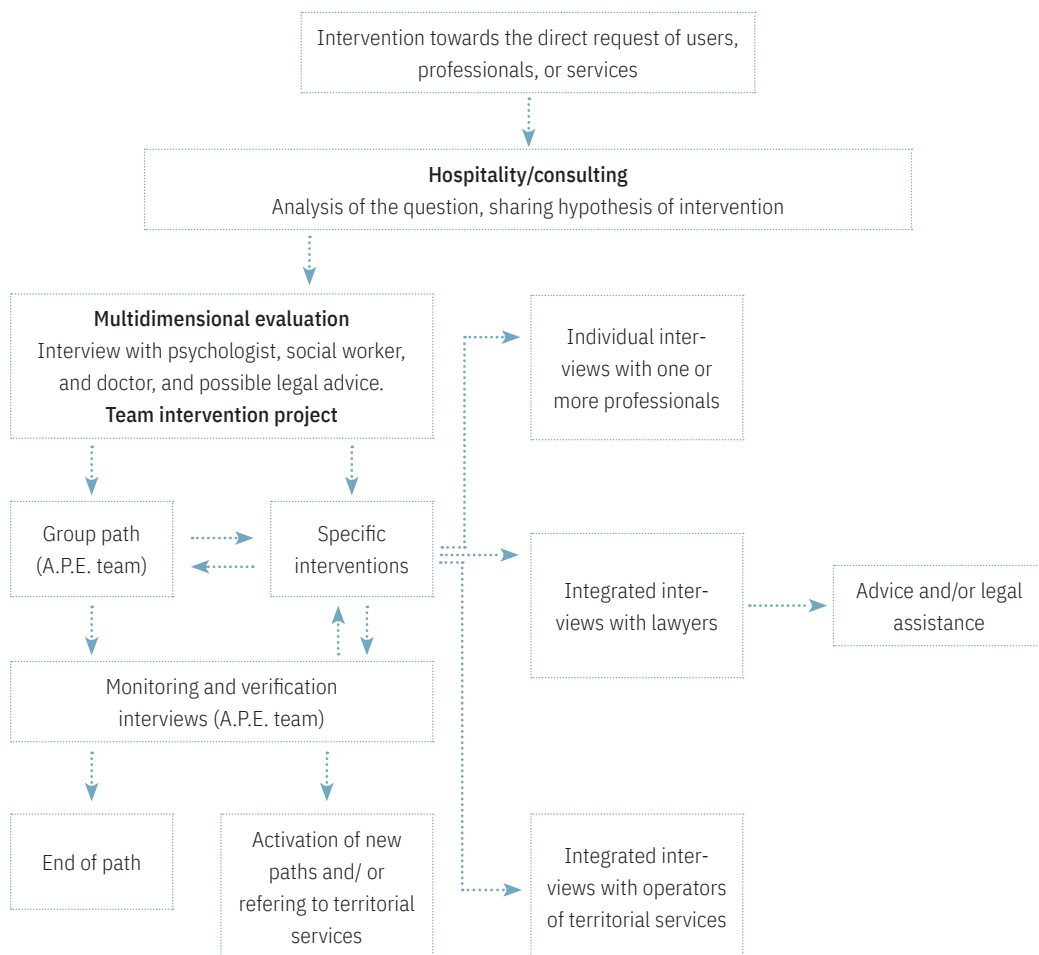 Intervention towards the direct request of users,
professionals, or services
Hospitality/consulting
Analysis of the question, sharing hypothesis of intervention
Multidimensional evaluation
Interview with psychologist, social worker,
and doctor, and possible legal advice.
Team intervention project
Individual inter-
views with one or
more professionals
Group path
(A.P.E. team)
Specific
interventions
Integrated inter-
views with lawyers
Advice and/or legal
assistance
Monitoring and verification
interviews (A.P.E. team)
End of path
Activation of new
paths and/ or
refering to territorial
services
Integrated inter-
views with operators
of territorial services